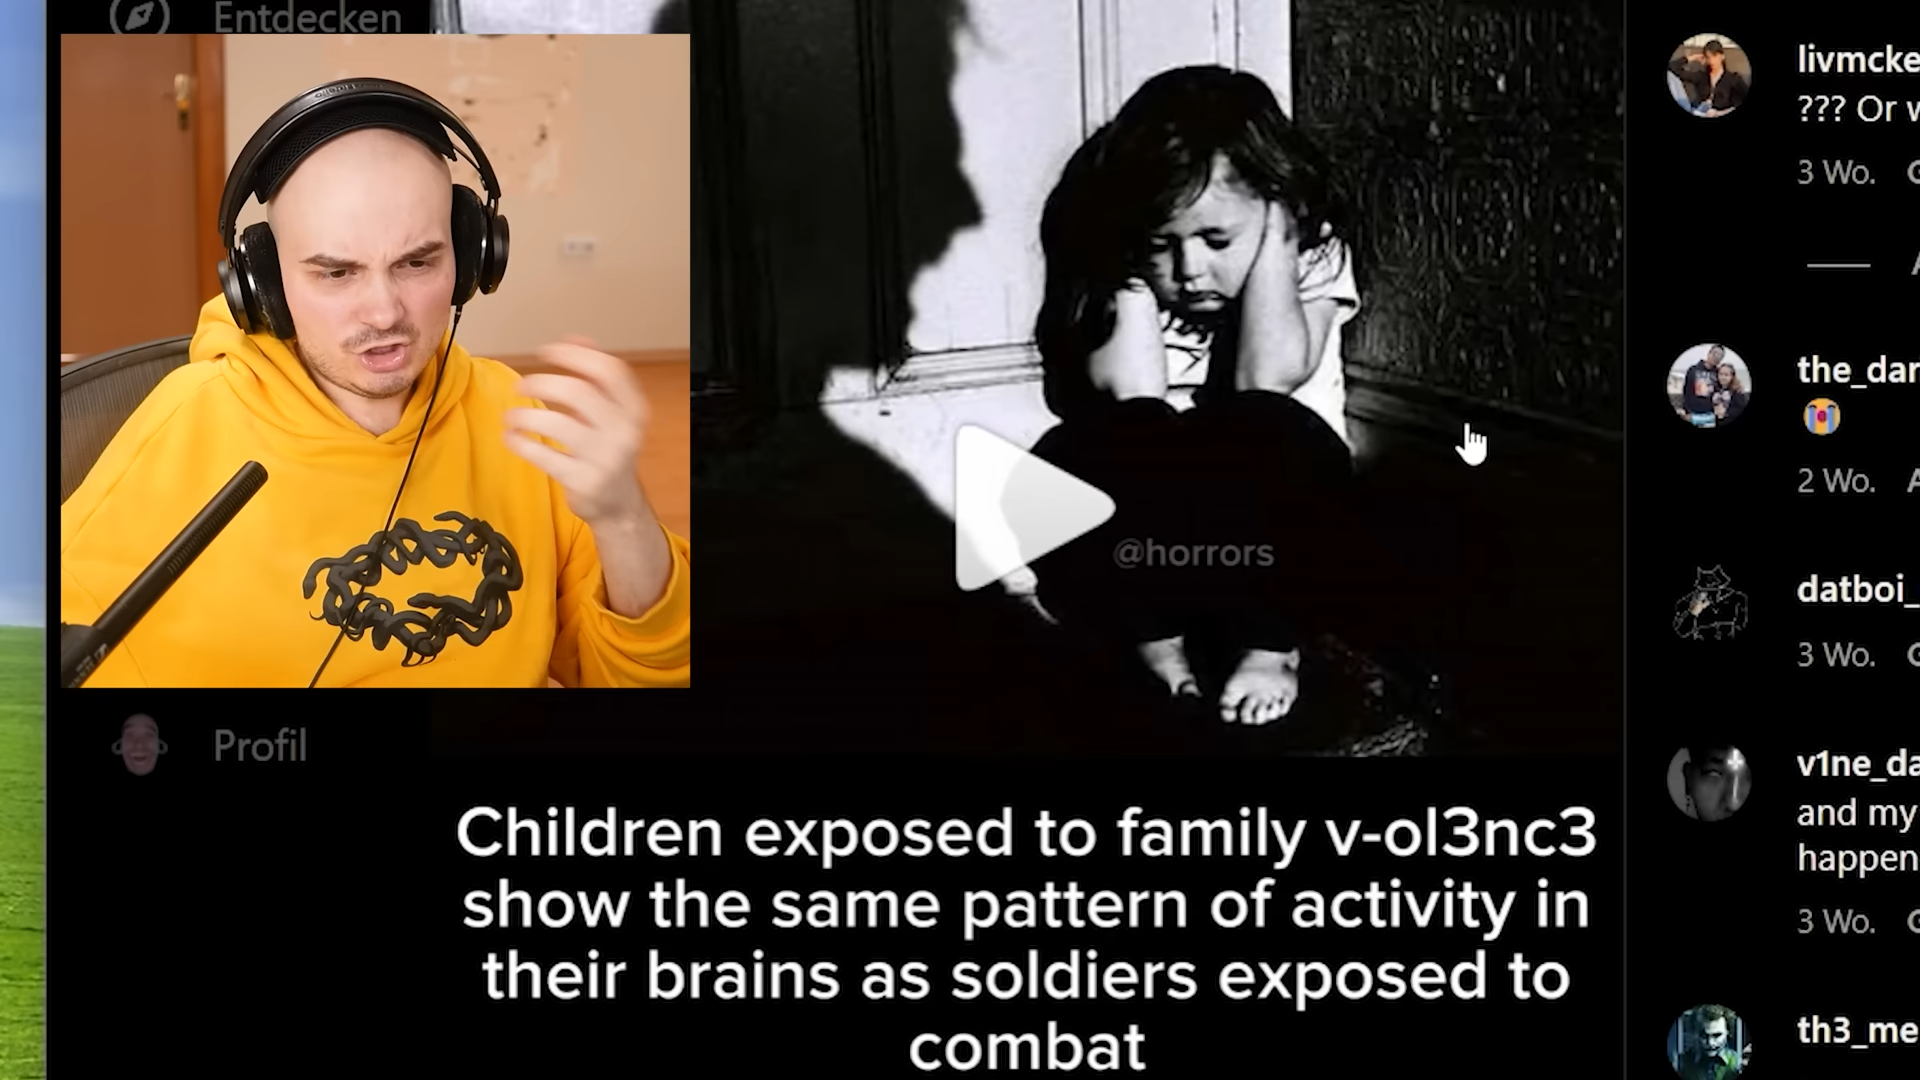 Entdecken
@horrors
Profil
Children exposed to family v-ol3nc3
show the same pattern of activity in
their brains as soldiers exposed to
combat
livmcke
??? Or
3 Wo.
the_dar
2 Wo.
datboi_
3 Wo.
v1ne_da
and my
happen
3 Wo.
th3_me